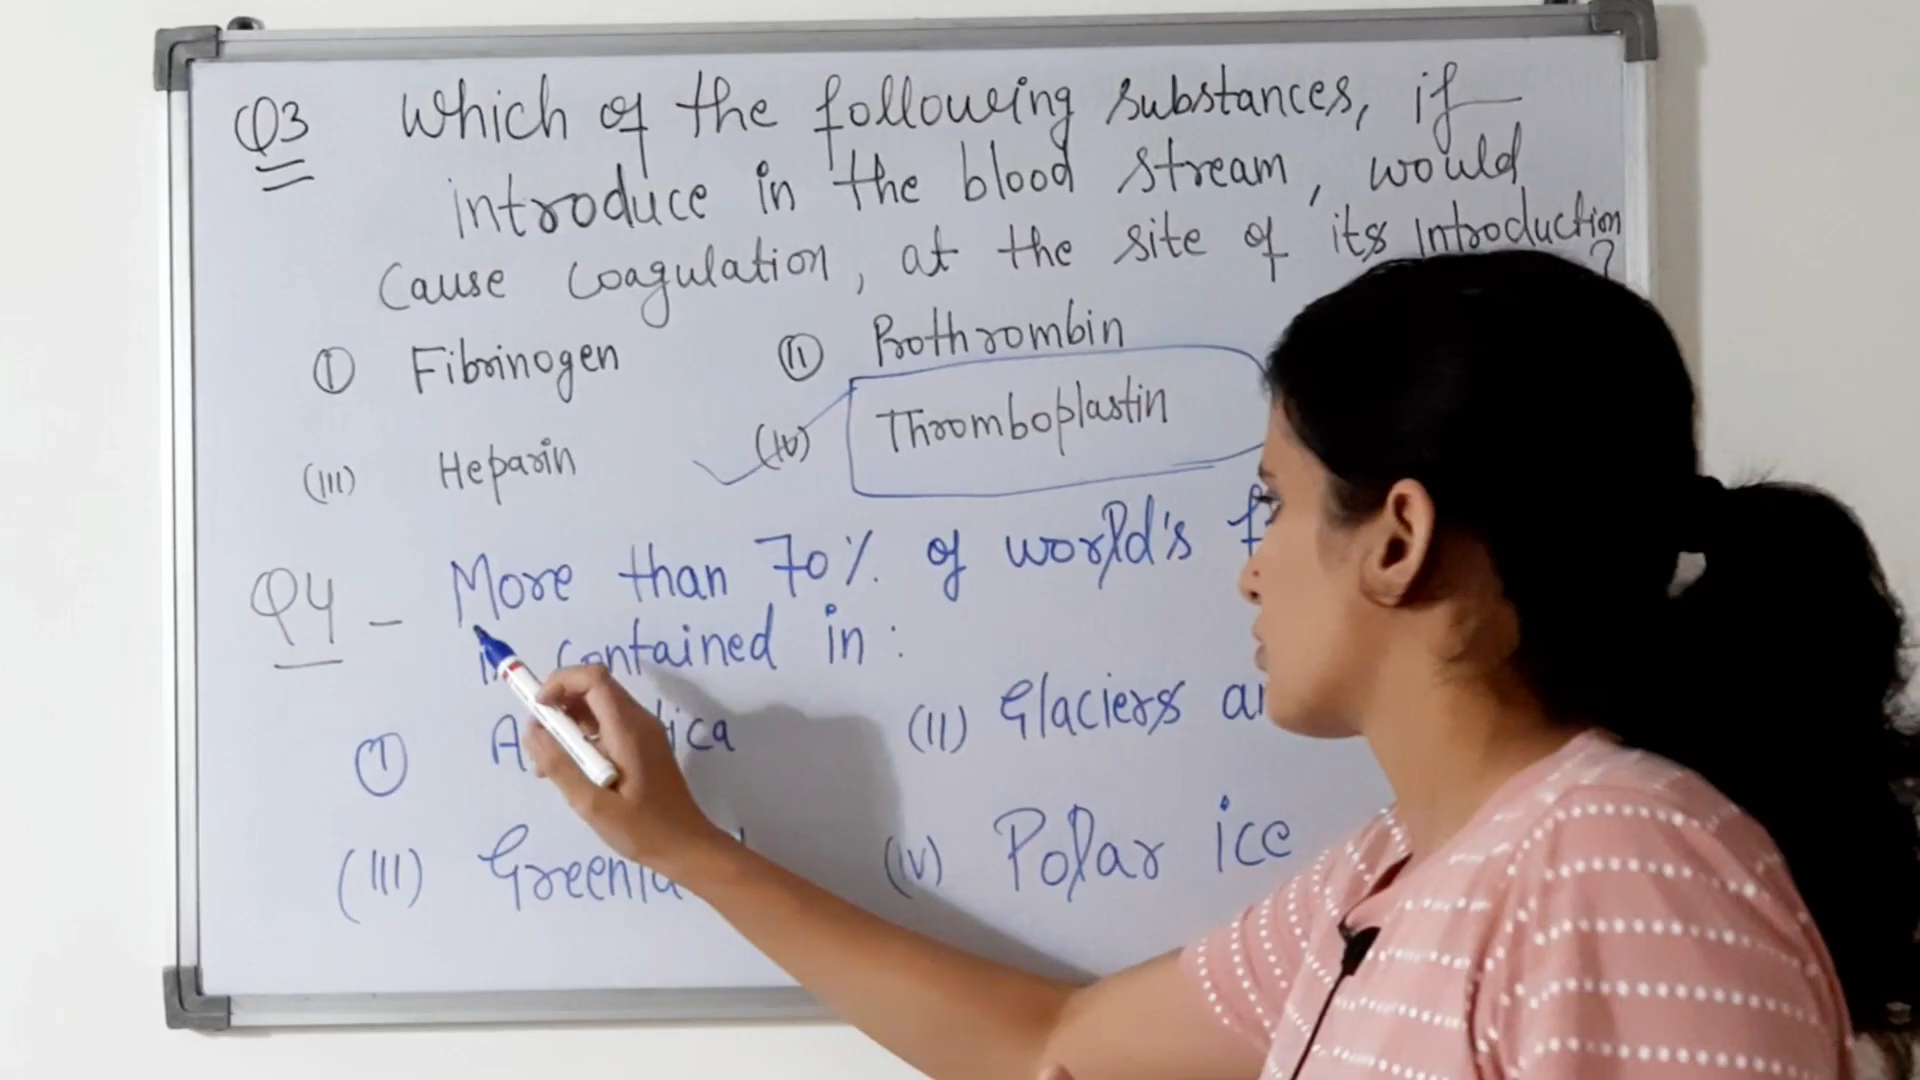 Q3 Which of the following substances, if
introduce in the blood stream, would
Cause coagulation, at the site of its introduction?
(I) Fibrinogen (II) Prothrombin
(III) Heparin (IV) Thromboplastin
Q4 - More than 70% of world's
is contained in :
(I) (II) Glaciers
(III) (IV) Polar ice